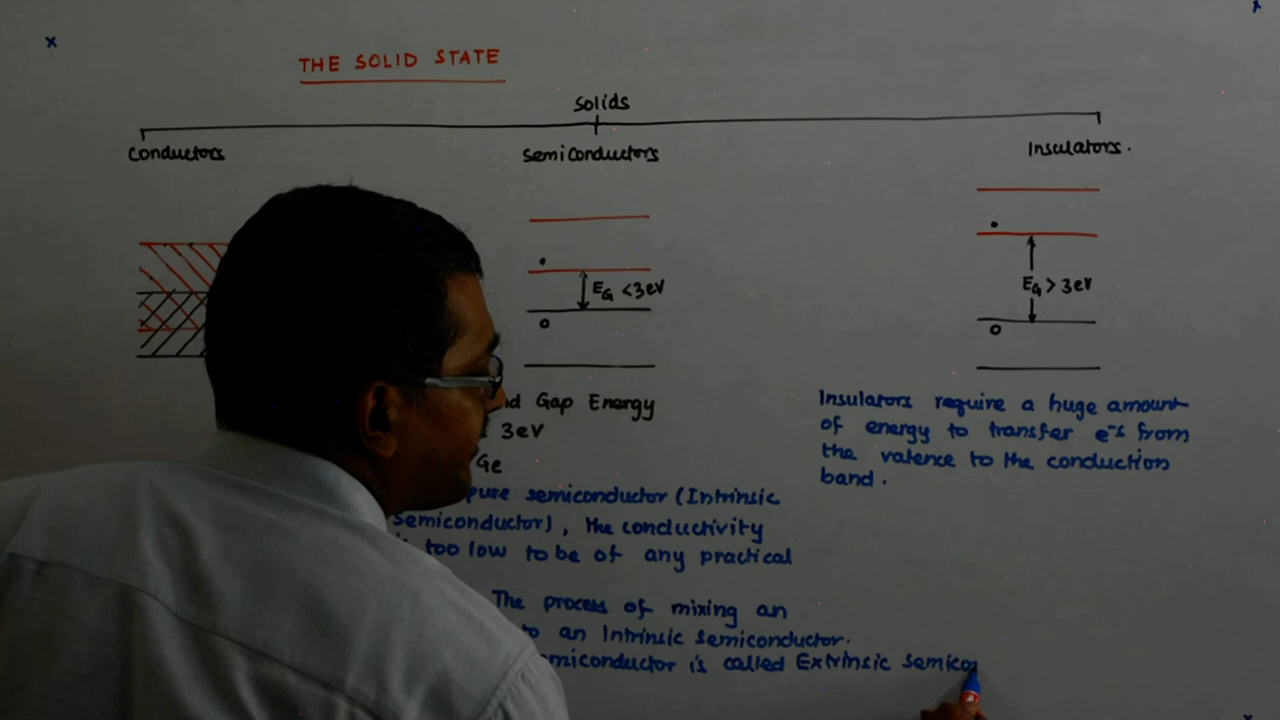 THE SOLID STATE
Solids
Conductors
Semiconductors
Insulators.
EG <3eV
EG > 3eV
Gap Energy
3eV
Ge
pure semiconductor (Intrinsic
semiconductor), the conductivity
too low to be of any practical
The process of mixing an
to an Intrinsic semiconductor.
miconductor is called Extrinsic semico
Insulators require a huge amount
of energy to transfer e-s from
the valence to the conduction
band.